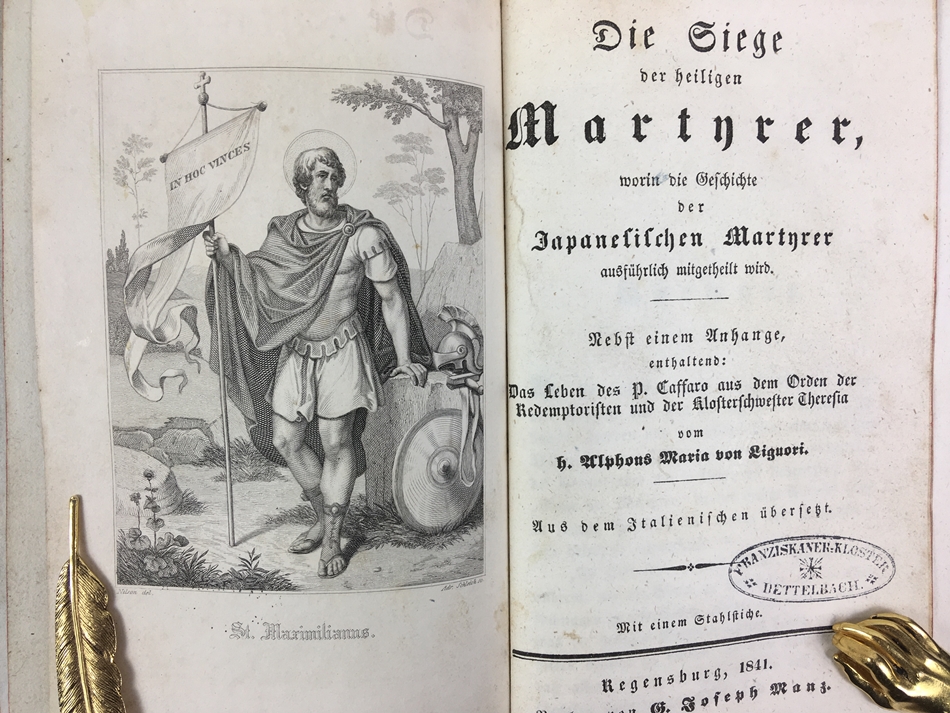 IN HOC VINCES
St. Maximilianus.
Die Siege
der heiligen
Martyrer,
worin die Geschichte
der
Japanesischen Martyrer
ausführlich mitgetheilt wird.
Nebst einem Anhange,
enthaltend:
Das Leben des P. Caffaro aus dem Orden der
Redemptoristen und der Klosterschwester Theresia
vom
h. Alphons Maria von Liguori.
Aus dem Italienischen übersetzt.
FRANZISKANER-KLOSTER
DETTELBACH.
Mit einem Stahlstiche.
Regensburg, 1841.
G. Joseph Manz.